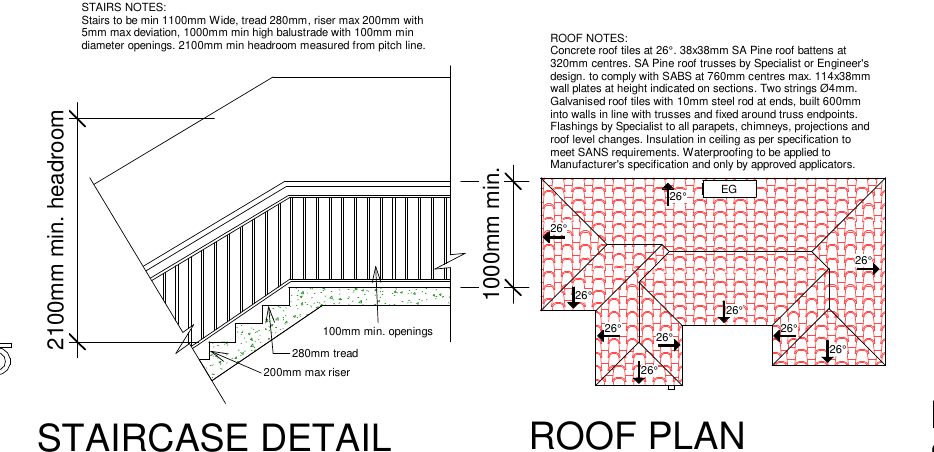 STAIRS NOTES:
Stairs to be min 1100mm Wide, tread 280mm, riser max 200mm with
5mm max deviation, 1000mm min high balustrade with 100mm min
diameter openings. 2100mm min headroom measured from pitch line.
2100mm min. headroom
100mm min. openings
280mm tread
200mm max riser
STAIRCASE DETAIL
ROOF NOTES:
Concrete roof tiles at 26°. 38x38mm SA Pine roof battens at
320mm centres. SA Pine roof trusses by Specialist or Engineer's
design. to comply with SABS at 760mm centres max. 114x38mm
wall plates at height indicated on sections. Two strings Ø4mm.
Galvanised roof tiles with 10mm steel rod at ends, built 600mm
into walls in line with trusses and fixed around truss endpoints.
Flashings by Specialist to all parapets, chimneys, projections and
roof level changes. Insulation in ceiling as per specification to
meet SANS requirements. Waterproofing to be applied to
Manufacturer's specification and only by approved applicators.
1000mm min.
EG
26°
26°
26°
26°
26°
26°
26°
26°
26°
26°
ROOF PLAN